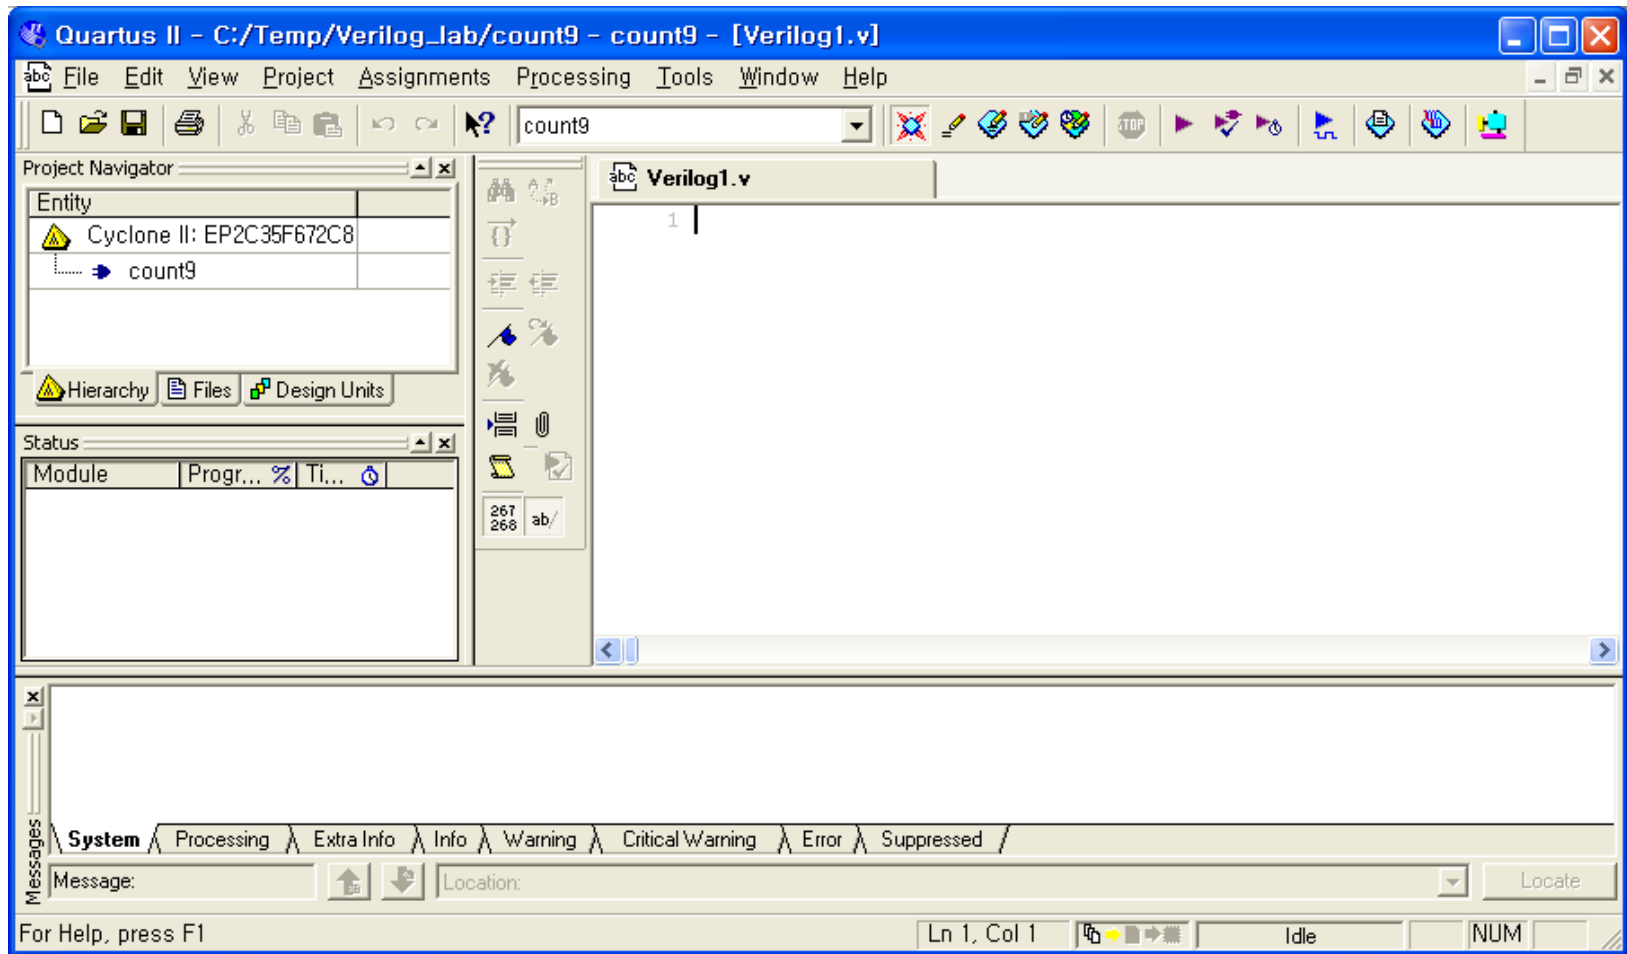 Quartus II - C:/Temp/Verilog_lab/count9 - count9 - [Verilog1.v]
abc File Edit View Project Assignments Processing Tools Window Help
count9
STOP
Project Navigator
Entity
Cyclone II: EP2C35F672C8
count9
Hierarchy Files Design Units
Status
Module Progr... % Ti...
A B
{}
267
268 ab/
abc Verilog1.v
1
Messages
System Processing Extra Info Info Warning Critical Warning Error Suppressed
Message: Location: Locate
For Help, press F1 Ln 1, Col 1 Idle NUM